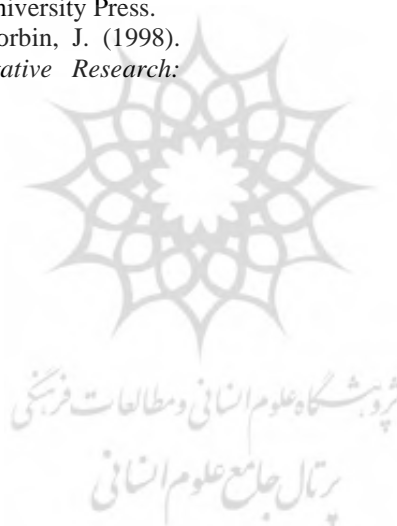 niversity Press.
orbin, J. (1998).
ative Research:
پژوهشگاه علوم انسانی و مطالعات فرهنگی
پرتال جامع علوم انسانی